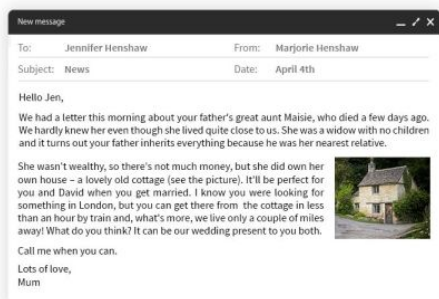 New message
To: Jennifer Henshaw From: Marjorie Henshaw
Subject: News Date: April 4th
Hello Jen,
We had a letter this morning about your father's great aunt Maisie, who died a few days ago.
We hardly knew her even though she lived quite close to us. She was a widow with no children
and it turns out your father inherits everything because he was her nearest relative.
She wasn't wealthy, so there's not much money, but she did own her
own house – a lovely old cottage (see the picture). It'll be perfect for
you and David when you get married. I know you were looking for
something in London, but you can get there from the cottage in less
than an hour by train and, what's more, we live only a couple of miles
away! What do you think? It can be our wedding present to you both.
Call me when you can.
Lots of love,
Mum